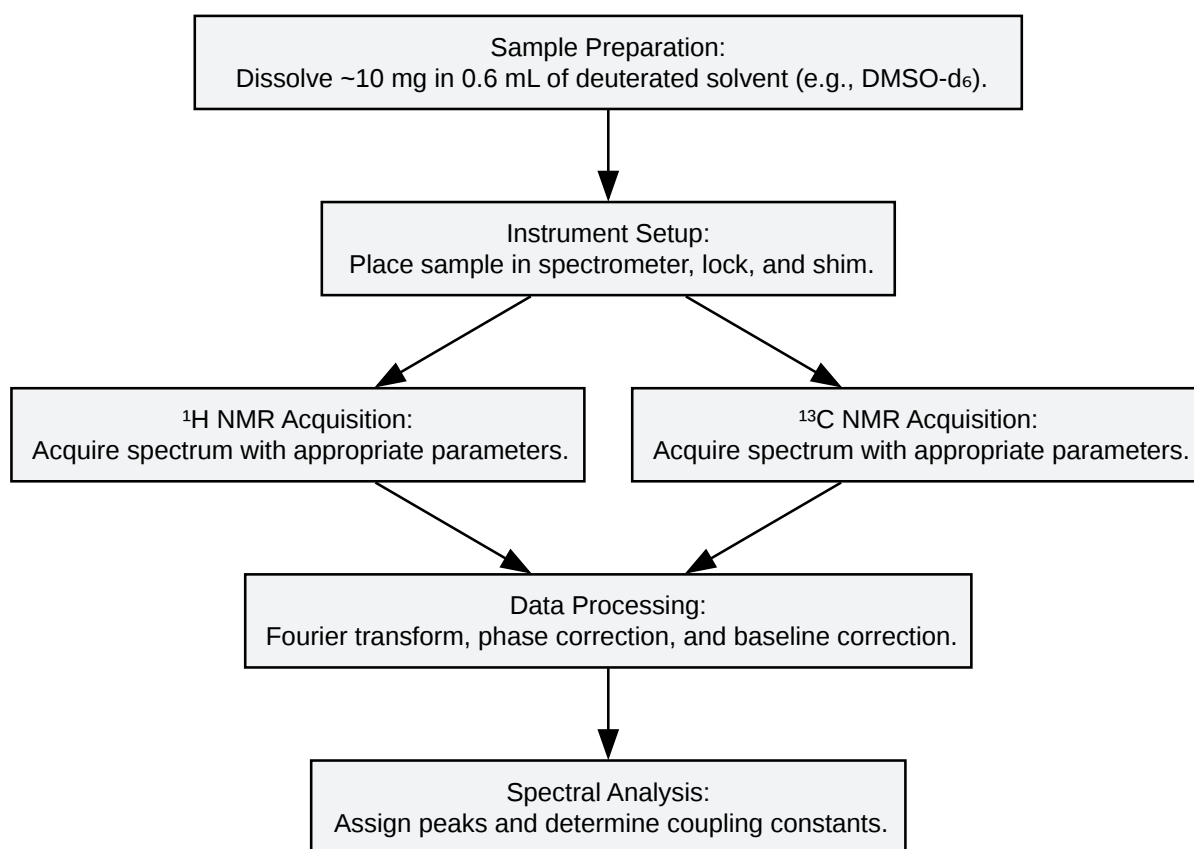 Sample Preparation:
Dissolve ~10 mg in 0.6 mL of deuterated solvent (e.g., DMSO-d₆).
Instrument Setup:
Place sample in spectrometer, lock, and shim.
¹H NMR Acquisition:
Acquire spectrum with appropriate parameters.
¹³C NMR Acquisition:
Acquire spectrum with appropriate parameters.
Data Processing:
Fourier transform, phase correction, and baseline correction.
Spectral Analysis:
Assign peaks and determine coupling constants.